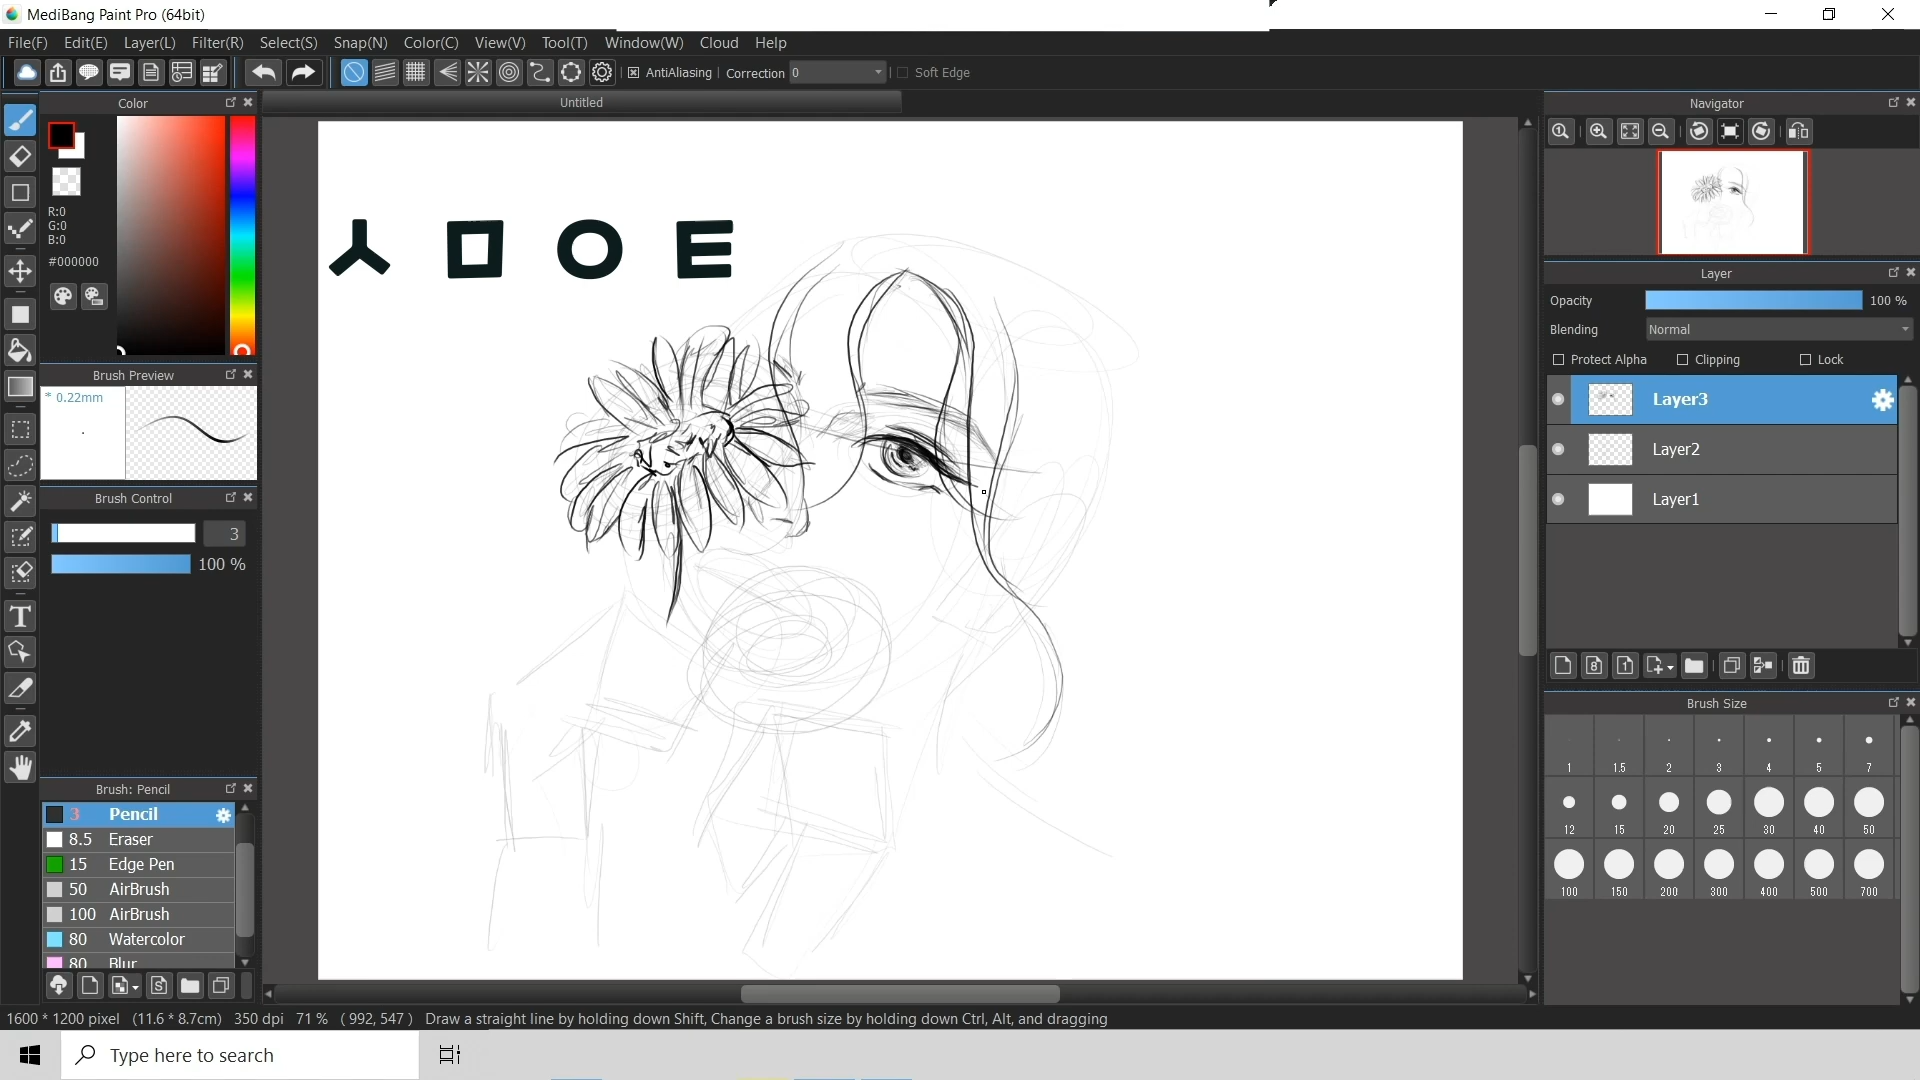 MediBang Paint Pro (64bit)
File(F) Edit(E) Layer(L) Filter(R) Select(S) Snap(N) Color(C) View(V) Tool(T) Window(W) Cloud Help
AntiAliasing Correction 0 Soft Edge
Color
R:0
G:0
B:0
#000000
Brush Preview
* 0.22mm
Brush Control
3
100 %
Brush: Pencil
3 Pencil
8.5 Eraser
15 Edge Pen
50 AirBrush
100 AirBrush
80 Watercolor
80 Blur
Untitled
ㅅ ㅁ ㅇ ㅌ
Navigator
Layer
Opacity 100 %
Blending Normal
Protect Alpha Clipping Lock
Layer3
Layer2
Layer1
Brush Size
1 1.5 2 3 4 5 7
12 15 20 25 30 40 50
100 150 200 300 400 500 700
1600 * 1200 pixel (11.6 * 8.7cm) 350 dpi 71 % ( 992, 547 ) Draw a straight line by holding down Shift, Change a brush size by holding down Ctrl, Alt, and dragging
Type here to search